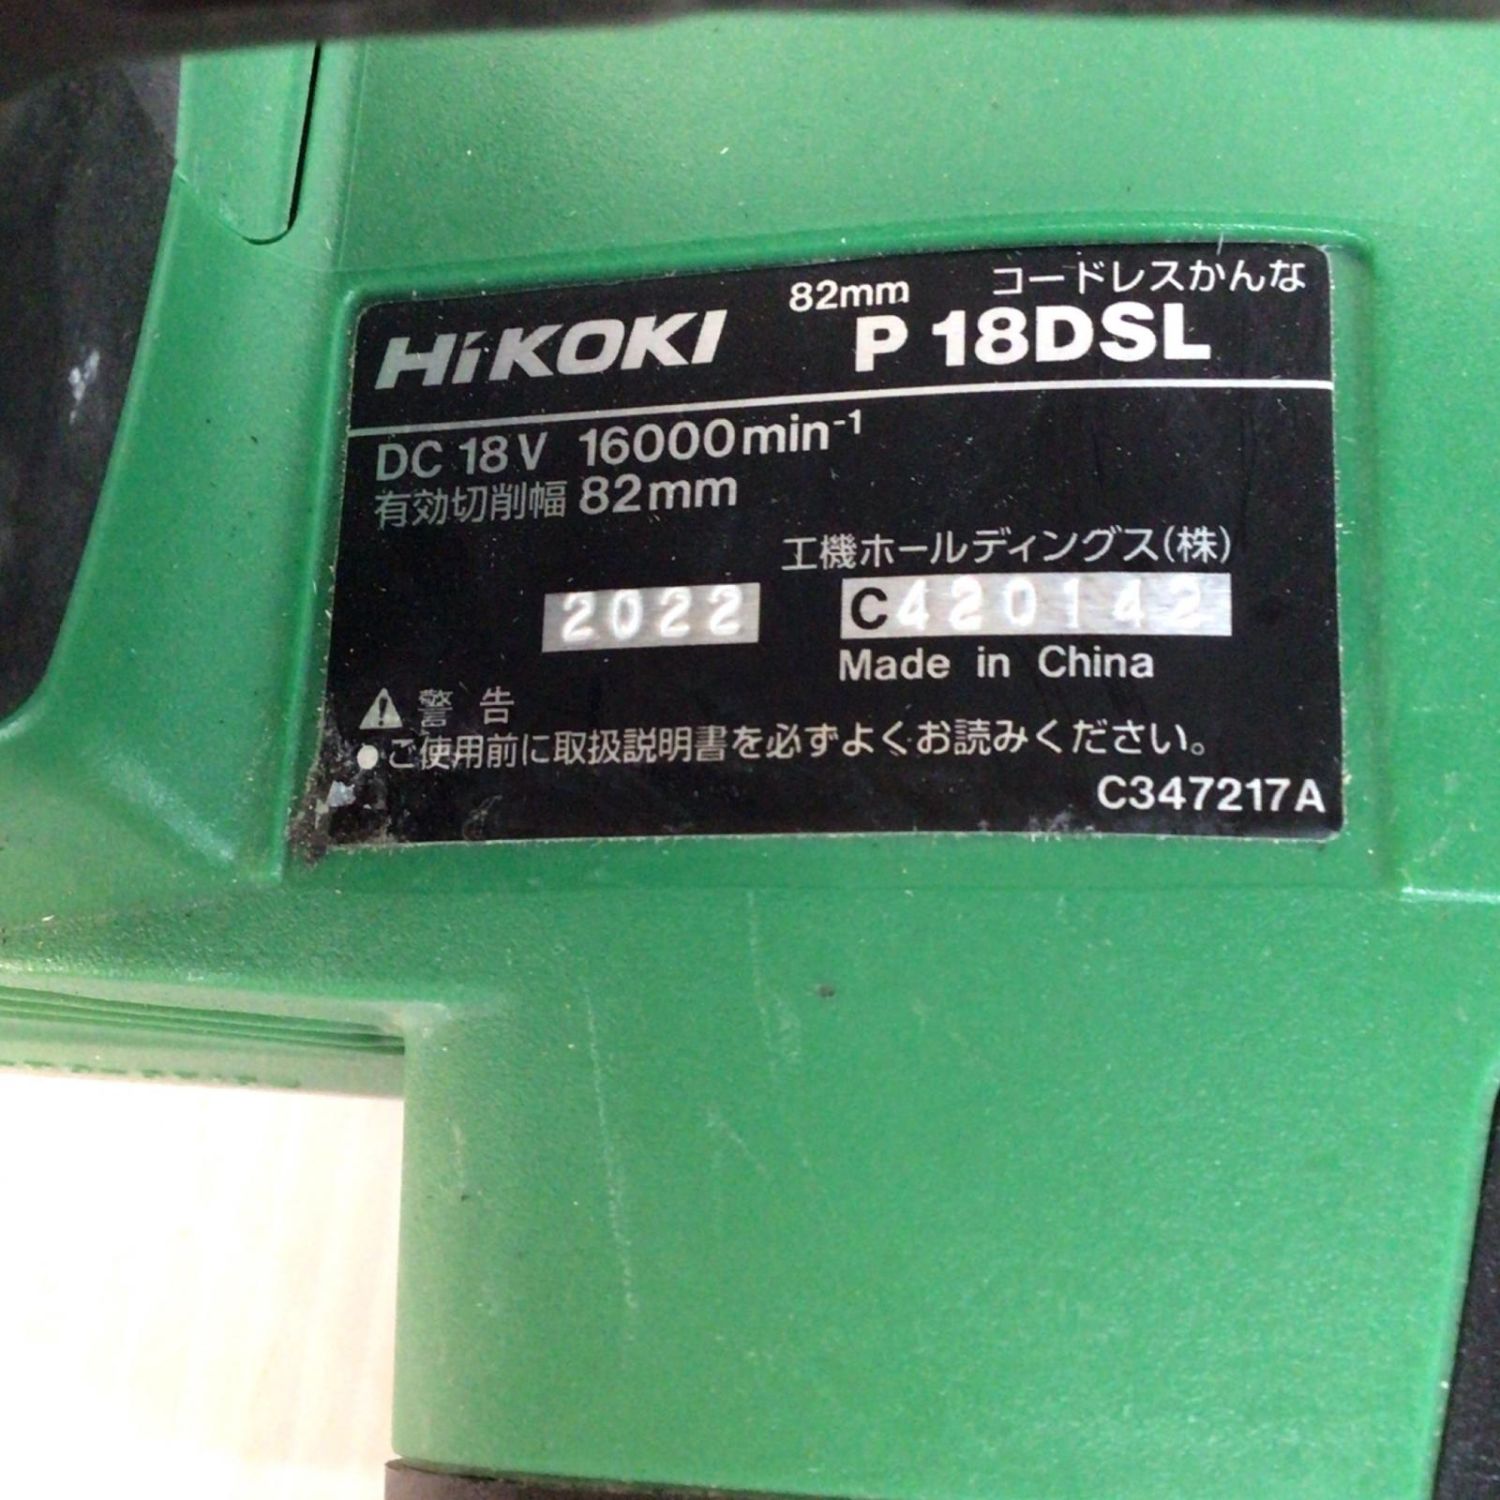 82mm コードレスかんな
HiKOKI P 18DSL
DC 18V 16000min⁻¹
有効切削幅 82mm
工機ホールディングス(株)
2022 C420142
Made in China
⚠警告
●ご使用前に取扱説明書を必ずよくお読みください。
C347217A